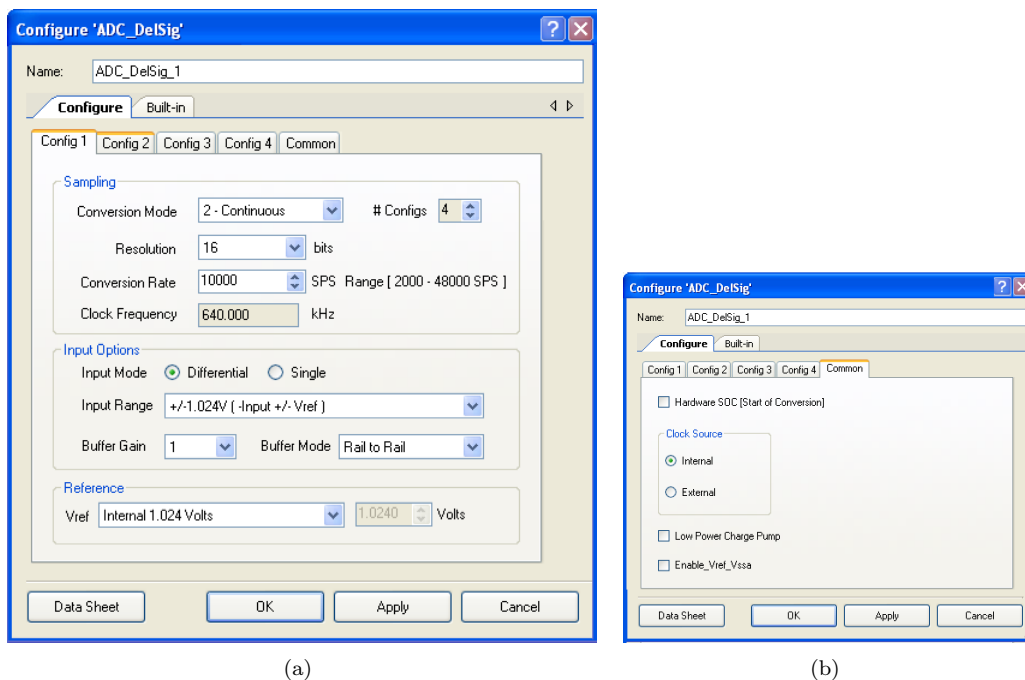 Configure 'ADC_DelSig'
Name: ADC_DelSig_1
Configure Built-in
Config 1 Config 2 Config 3 Config 4 Common
Sampling
Conversion Mode 2 - Continuous # Configs 4
Resolution 16 bits
Conversion Rate 10000 SPS Range [ 2000 - 48000 SPS ]
Clock Frequency 640.000 kHz
Input Options
Input Mode Differential Single
Input Range +/-1.024V ( -Input +/- Vref )
Buffer Gain 1 Buffer Mode Rail to Rail
Reference
Vref Internal 1.024 Volts 1.0240 Volts
Data Sheet OK Apply Cancel
(a)
Configure 'ADC_DelSig'
Name: ADC_DelSig_1
Configure Built-in
Config 1 Config 2 Config 3 Config 4 Common
Hardware SOC (Start of Conversion)
Clock Source
Internal
External
Low Power Charge Pump
Enable_Vref_Vssa
Data Sheet OK Apply Cancel
(b)